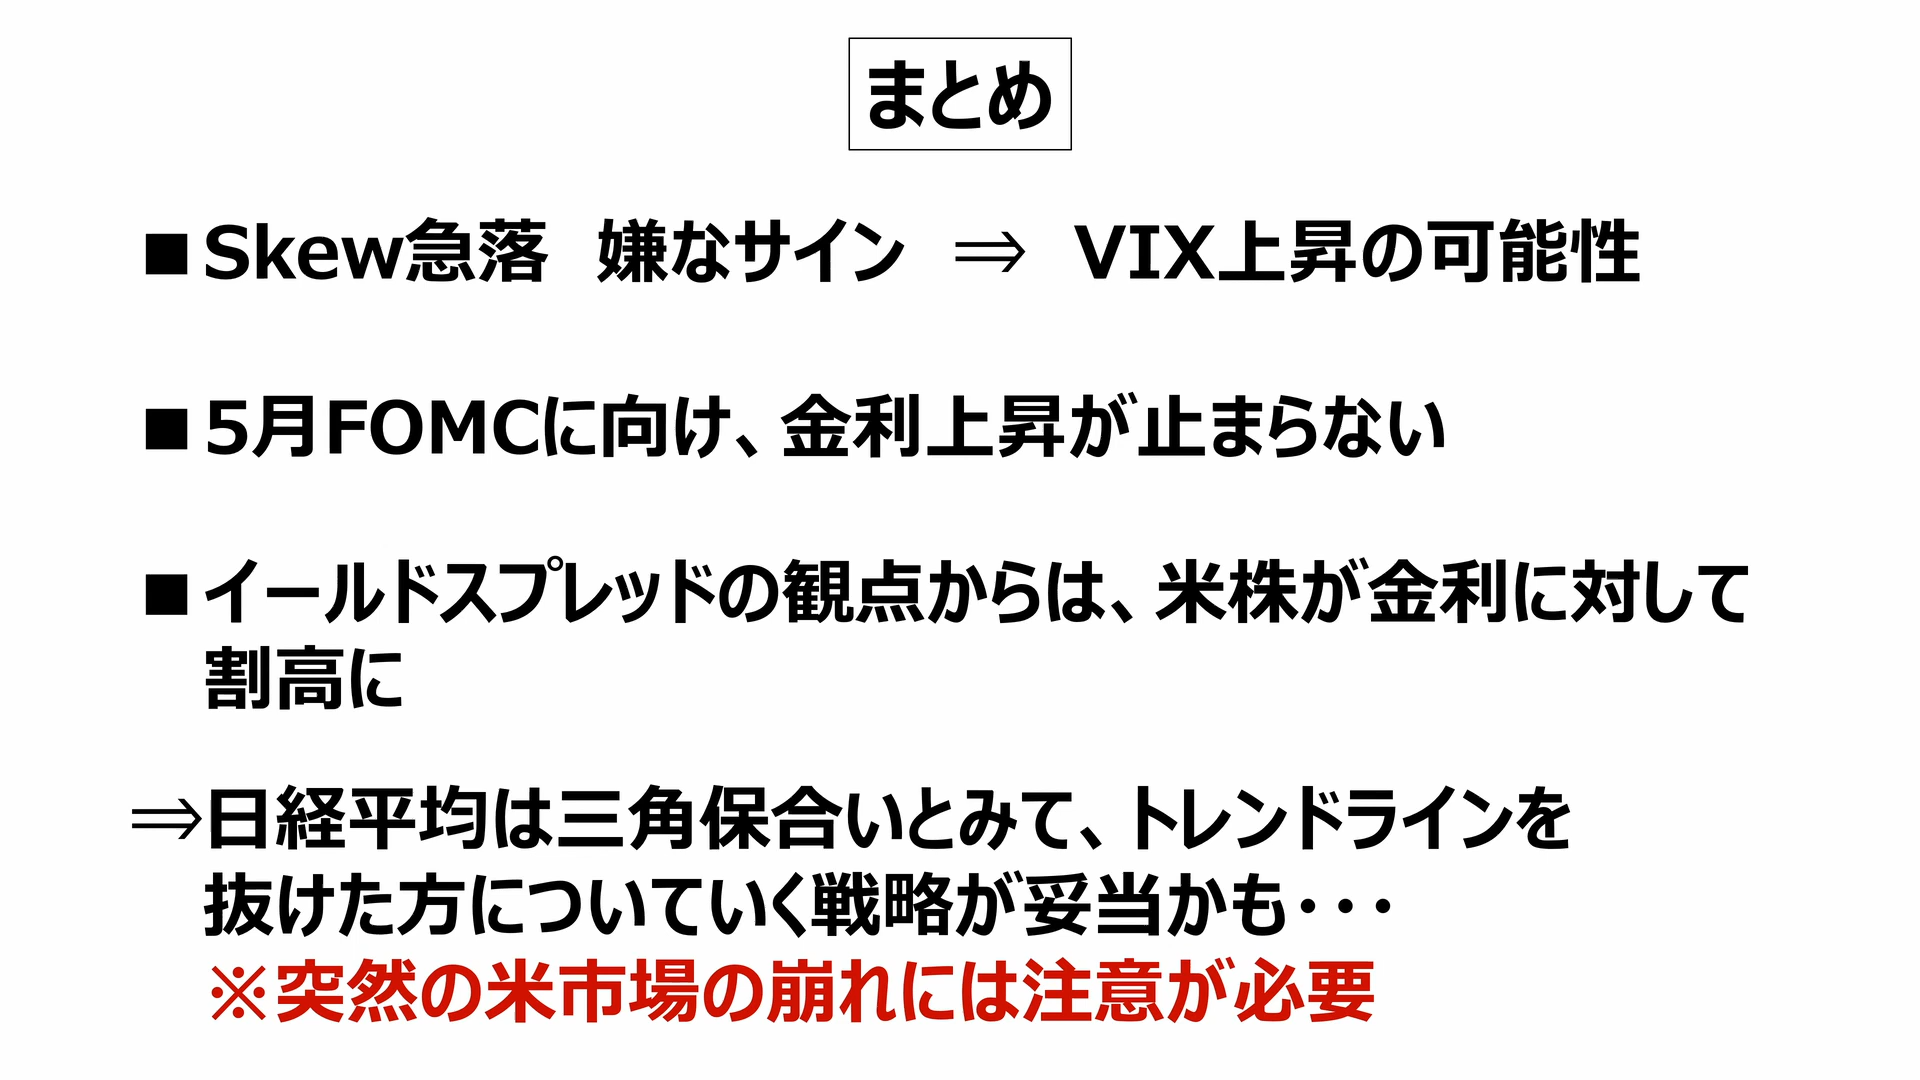 まとめ
■Skew急落　嫌なサイン　⇒　VIX上昇の可能性
■5月FOMCに向け、金利上昇が止まらない
■イールドスプレッドの観点からは、米株が金利に対して
割高に
⇒日経平均は三角保合いとみて、トレンドラインを
抜けた方についていく戦略が妥当かも・・・
※突然の米市場の崩れには注意が必要